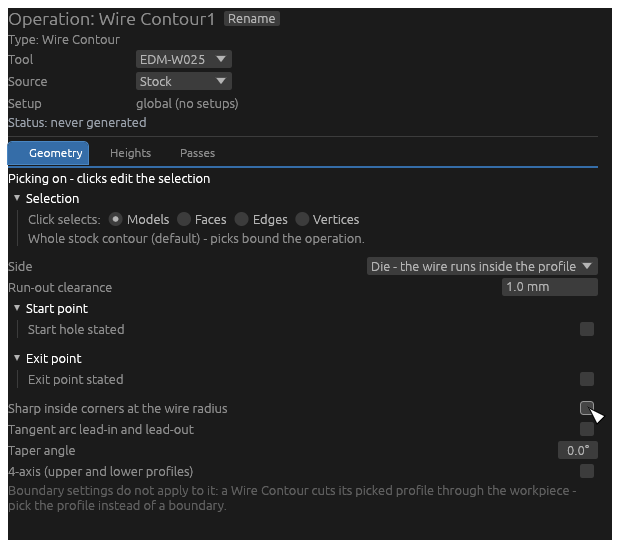 Operation: Wire Contour1 Rename
Type: Wire Contour
Tool EDM-W025
Source Stock
Setup global (no setups)
Status: never generated
Geometry Heights Passes
Picking on - clicks edit the selection
Selection
Click selects: Models Faces Edges Vertices
Whole stock contour (default) - picks bound the operation.
Side Die - the wire runs inside the profile
Run-out clearance 1.0 mm
Start point
Start hole stated
Exit point
Exit point stated
Sharp inside corners at the wire radius
Tangent arc lead-in and lead-out
Taper angle 0.0°
4-axis (upper and lower profiles)
Boundary settings do not apply to it: a Wire Contour cuts its picked profile through the workpiece -
pick the profile instead of a boundary.